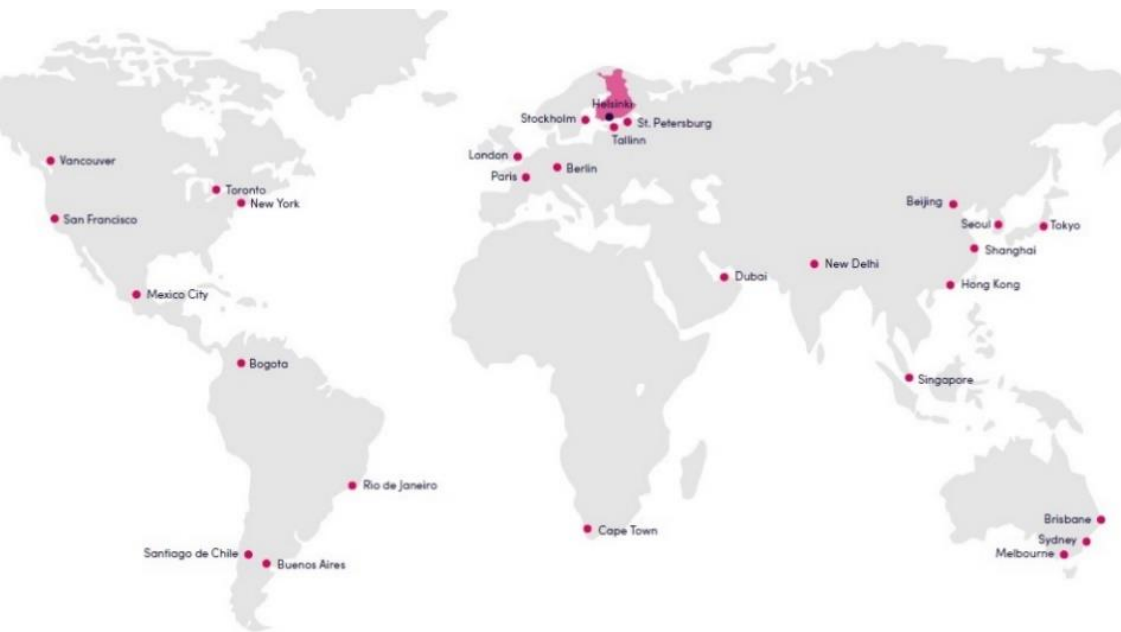 Helsinki
Stockholm
St. Petersburg
Tallinn
London
Vancouver
Berlin
Paris
Toronto
New York
Beijing
San Francisco
Seoul
Tokyo
Shanghai
New Delhi
Dubai
Hong Kong
Mexico City
Bogota
Singapore
Rio de Janeiro
Brisbane
Cape Town
Sydney
Santiago de Chile
Melbourne
Buenos Aires